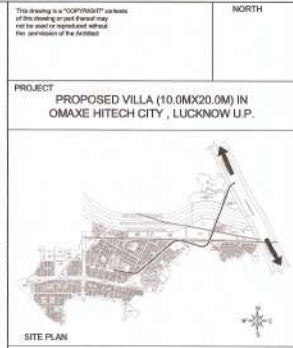 This drawing is a "COPYRIGHT" contents
of this drawing or part thereof may
not be used or reproduced without
the permission of the Architect
NORTH
PROJECT
PROPOSED VILLA (10.0MX20.0M) IN
OMAXE HITECH CITY , LUCKNOW U.P.
SITE PLAN